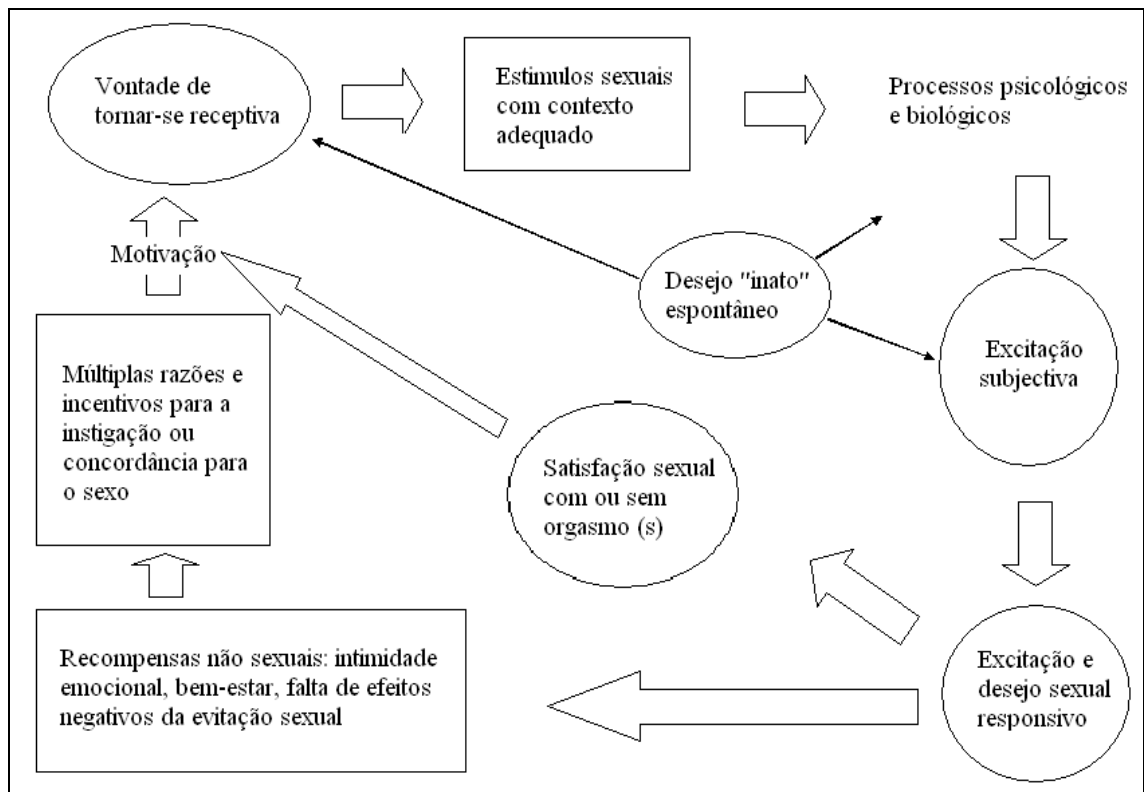 Vontade de
tornar-se receptiva
Estimulos sexuais
com contexto
adequado
Processos psicológicos
e biológicos
Motivação
Desejo "inato"
espontâneo
Excitação
subjectiva
Múltiplas razões e
incentivos para a
instigação ou
concordância para
o sexo
Satisfação sexual
com ou sem
orgasmo (s)
Recompensas não sexuais: intimidade
emocional, bem-estar, falta de efeitos
negativos da evitação sexual
Excitação e
desejo sexual
responsivo